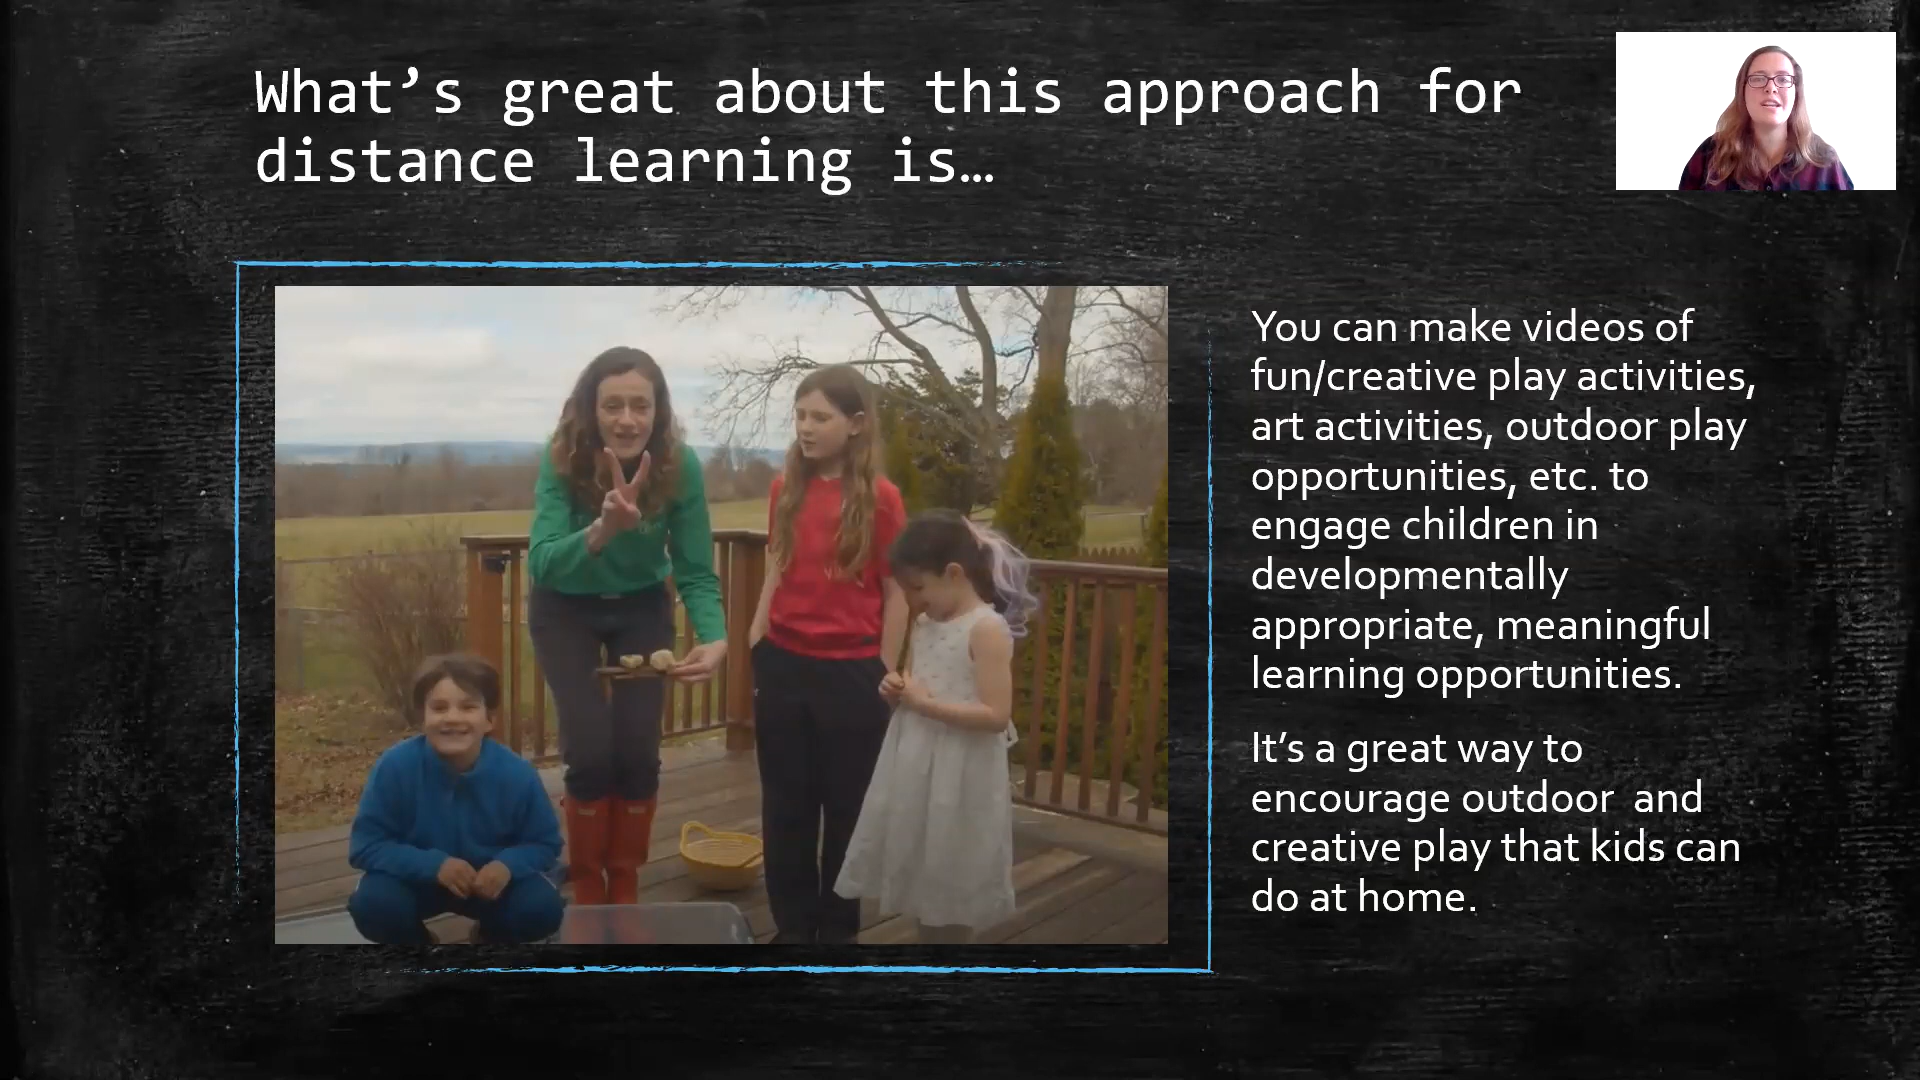 What’s great about this approach for
distance learning is…
You can make videos of
fun/creative play activities,
art activities, outdoor play
opportunities, etc. to
engage children in
developmentally
appropriate, meaningful
learning opportunities.
It’s a great way to
encourage outdoor  and
creative play that kids can
do at home.